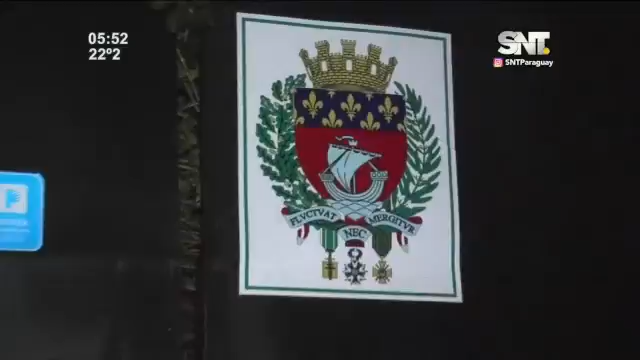 05:52
22°2
SNT
SNTParaguay
P
FLVCTVAT
NEC
MERGITVR